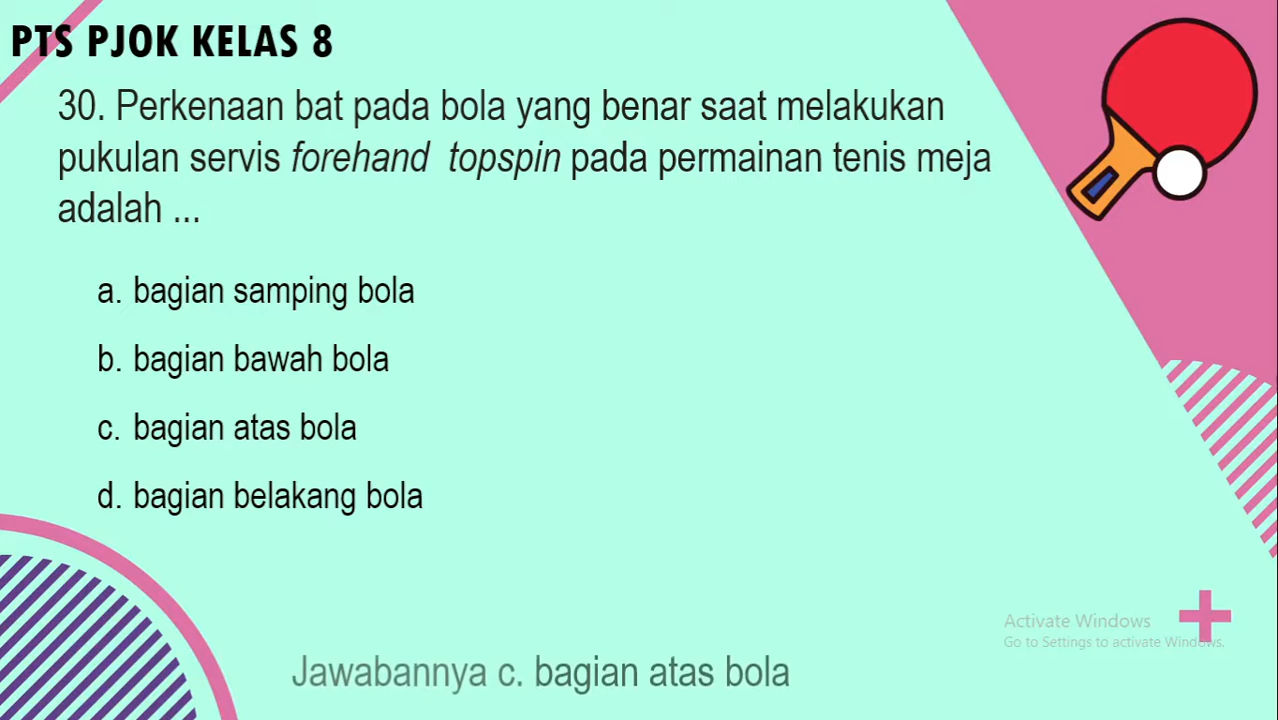 PTS PJOK KELAS 8
30. Perkenaan bat pada bola yang benar saat melakukan
pukulan servis forehand topspin pada permainan tenis meja
adalah ...
a. bagian samping bola
b. bagian bawah bola
c. bagian atas bola
d. bagian belakang bola
Activate Windows
Go to Settings to activate Windows.
Jawabannya c. bagian atas bola